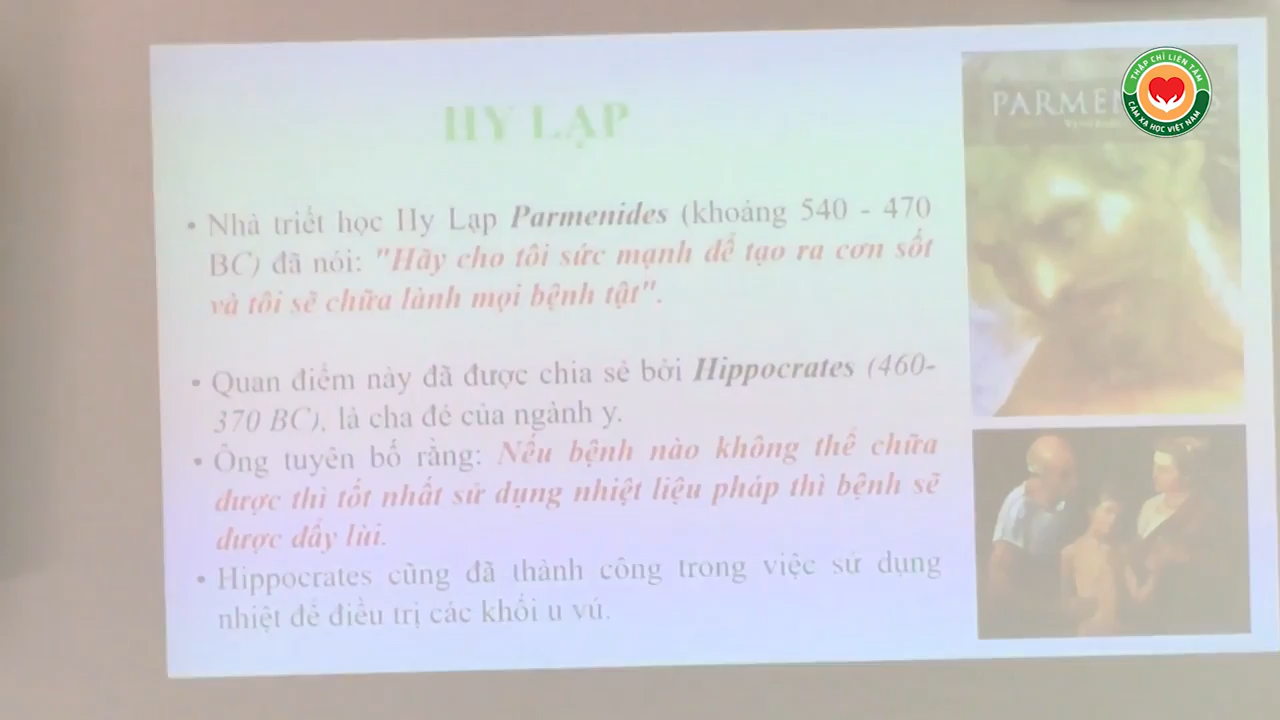 THẬP CHỈ LIÊN TÂM
CẢM XẠ HỌC VIỆT NAM
HY LẠP
• Nhà triết học Hy Lạp Parmenides (khoảng 540 - 470
BC) đã nói: "Hãy cho tôi sức mạnh để tạo ra cơn sốt
và tôi sẽ chữa lành mọi bệnh tật".
• Quan điểm này đã được chia sẻ bởi Hippocrates (460-
370 BC), là cha đẻ của ngành y.
• Ông tuyên bố rằng: Nếu bệnh nào không thể chữa
được thì tốt nhất sử dụng nhiệt liệu pháp thì bệnh sẽ
được đẩy lùi.
• Hippocrates cũng đã thành công trong việc sử dụng
nhiệt để điều trị các khối u vú.